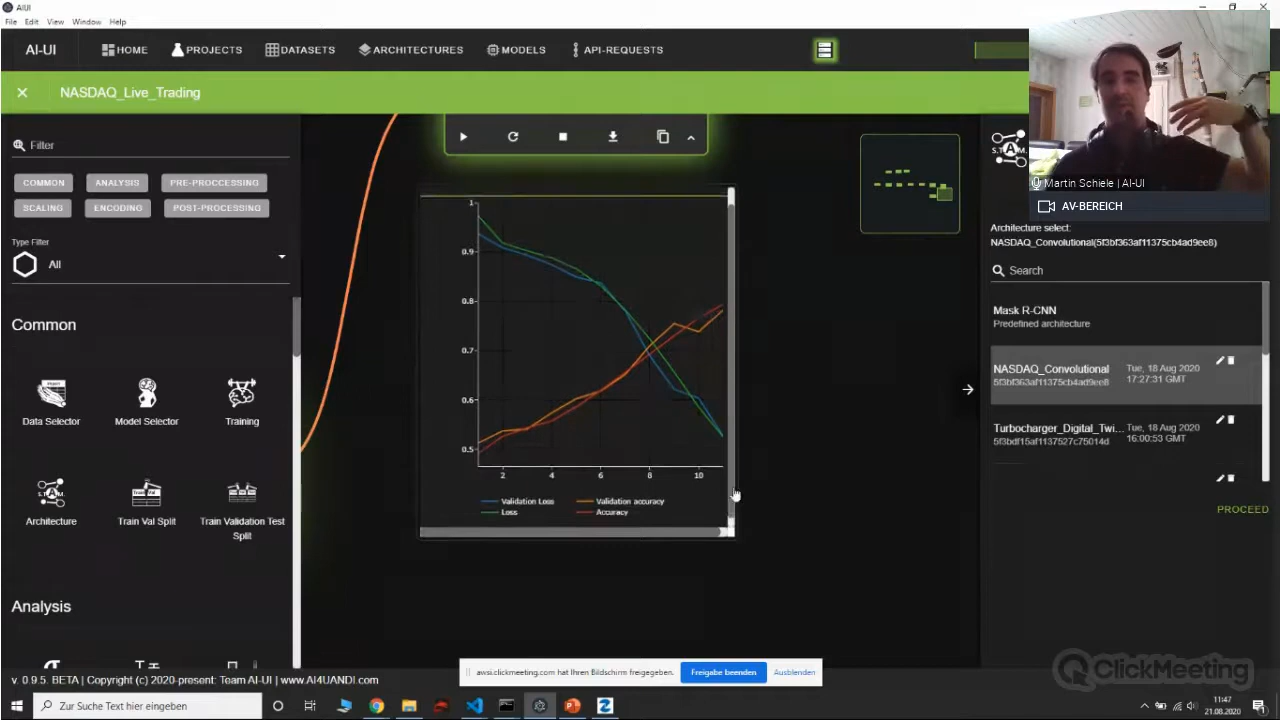 AIUI
File Edit View Window Help
AI-UI
HOME
PROJECTS
DATASETS
ARCHITECTURES
MODELS
API-REQUESTS
NASDAQ_Live_Trading
Filter
COMMON
ANALYSIS
PRE-PROCCESSING
SCALING
ENCODING
POST-PROCESSING
Type Filter
All
Common
Data Selector
Model Selector
Training
Architecture
Train Val Split
Train Validation Test
Split
Analysis
1
0.9
0.8
0.7
0.6
0.5
2 4 6 8 10
Validation Loss
Validation accuracy
Loss
Accuracy
S.T.A.M.
Martin Schiele | AI-UI
AV-BEREICH
Architecture select:
NASDAQ_Convolutional(5f3bf363af11375cb4ad9ee8)
Search
Mask R-CNN
Predefined architecture
NASDAQ_Convolutional
5f3bf363af11375cb4ad9ee8
Tue, 18 Aug 2020
17:27:31 GMT
Turbocharger_Digital_Twi...
5f3bdf15af1137527c75014d
Tue, 18 Aug 2020
16:00:53 GMT
PROCEED
awsi.clickmeeting.com hat Ihren Bildschirm freigegeben.
Freigabe beenden
Ausblenden
ClickMeeting
v 0.9.5. BETA | Copyright (c) 2020-present: Team AI-UI | www.AI4UANDI.com
Zur Suche Text hier eingeben
11:47
21.08.2020